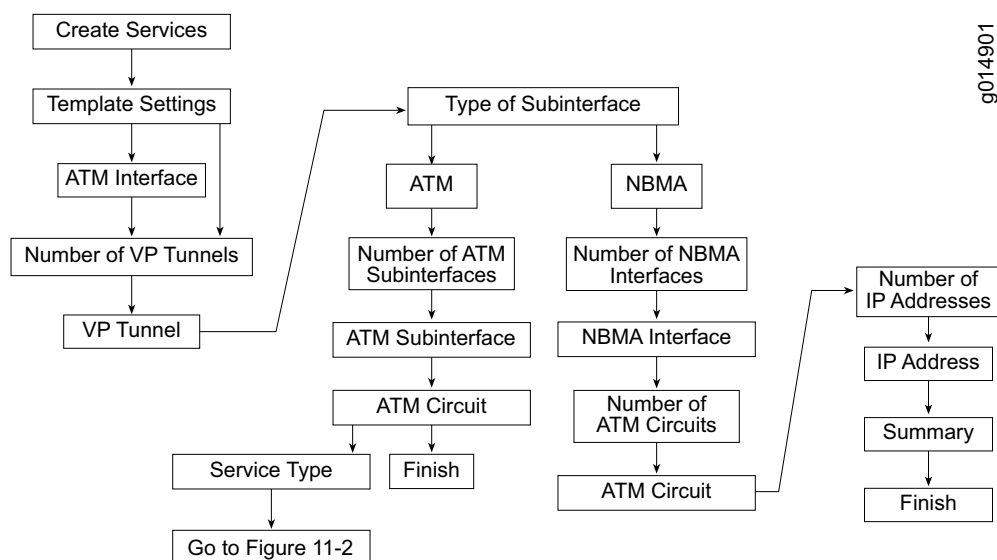 Create Services
Template Settings
ATM Interface
Number of VP Tunnels
VP Tunnel
Type of Subinterface
ATM
Number of ATM
Subinterfaces
ATM Subinterface
ATM Circuit
Service Type
Go to Figure 11-2
Finish
NBMA
Number of NBMA
Interfaces
NBMA Interface
Number of
ATM Circuits
ATM Circuit
Number of
IP Addresses
IP Address
Summary
Finish
g014901